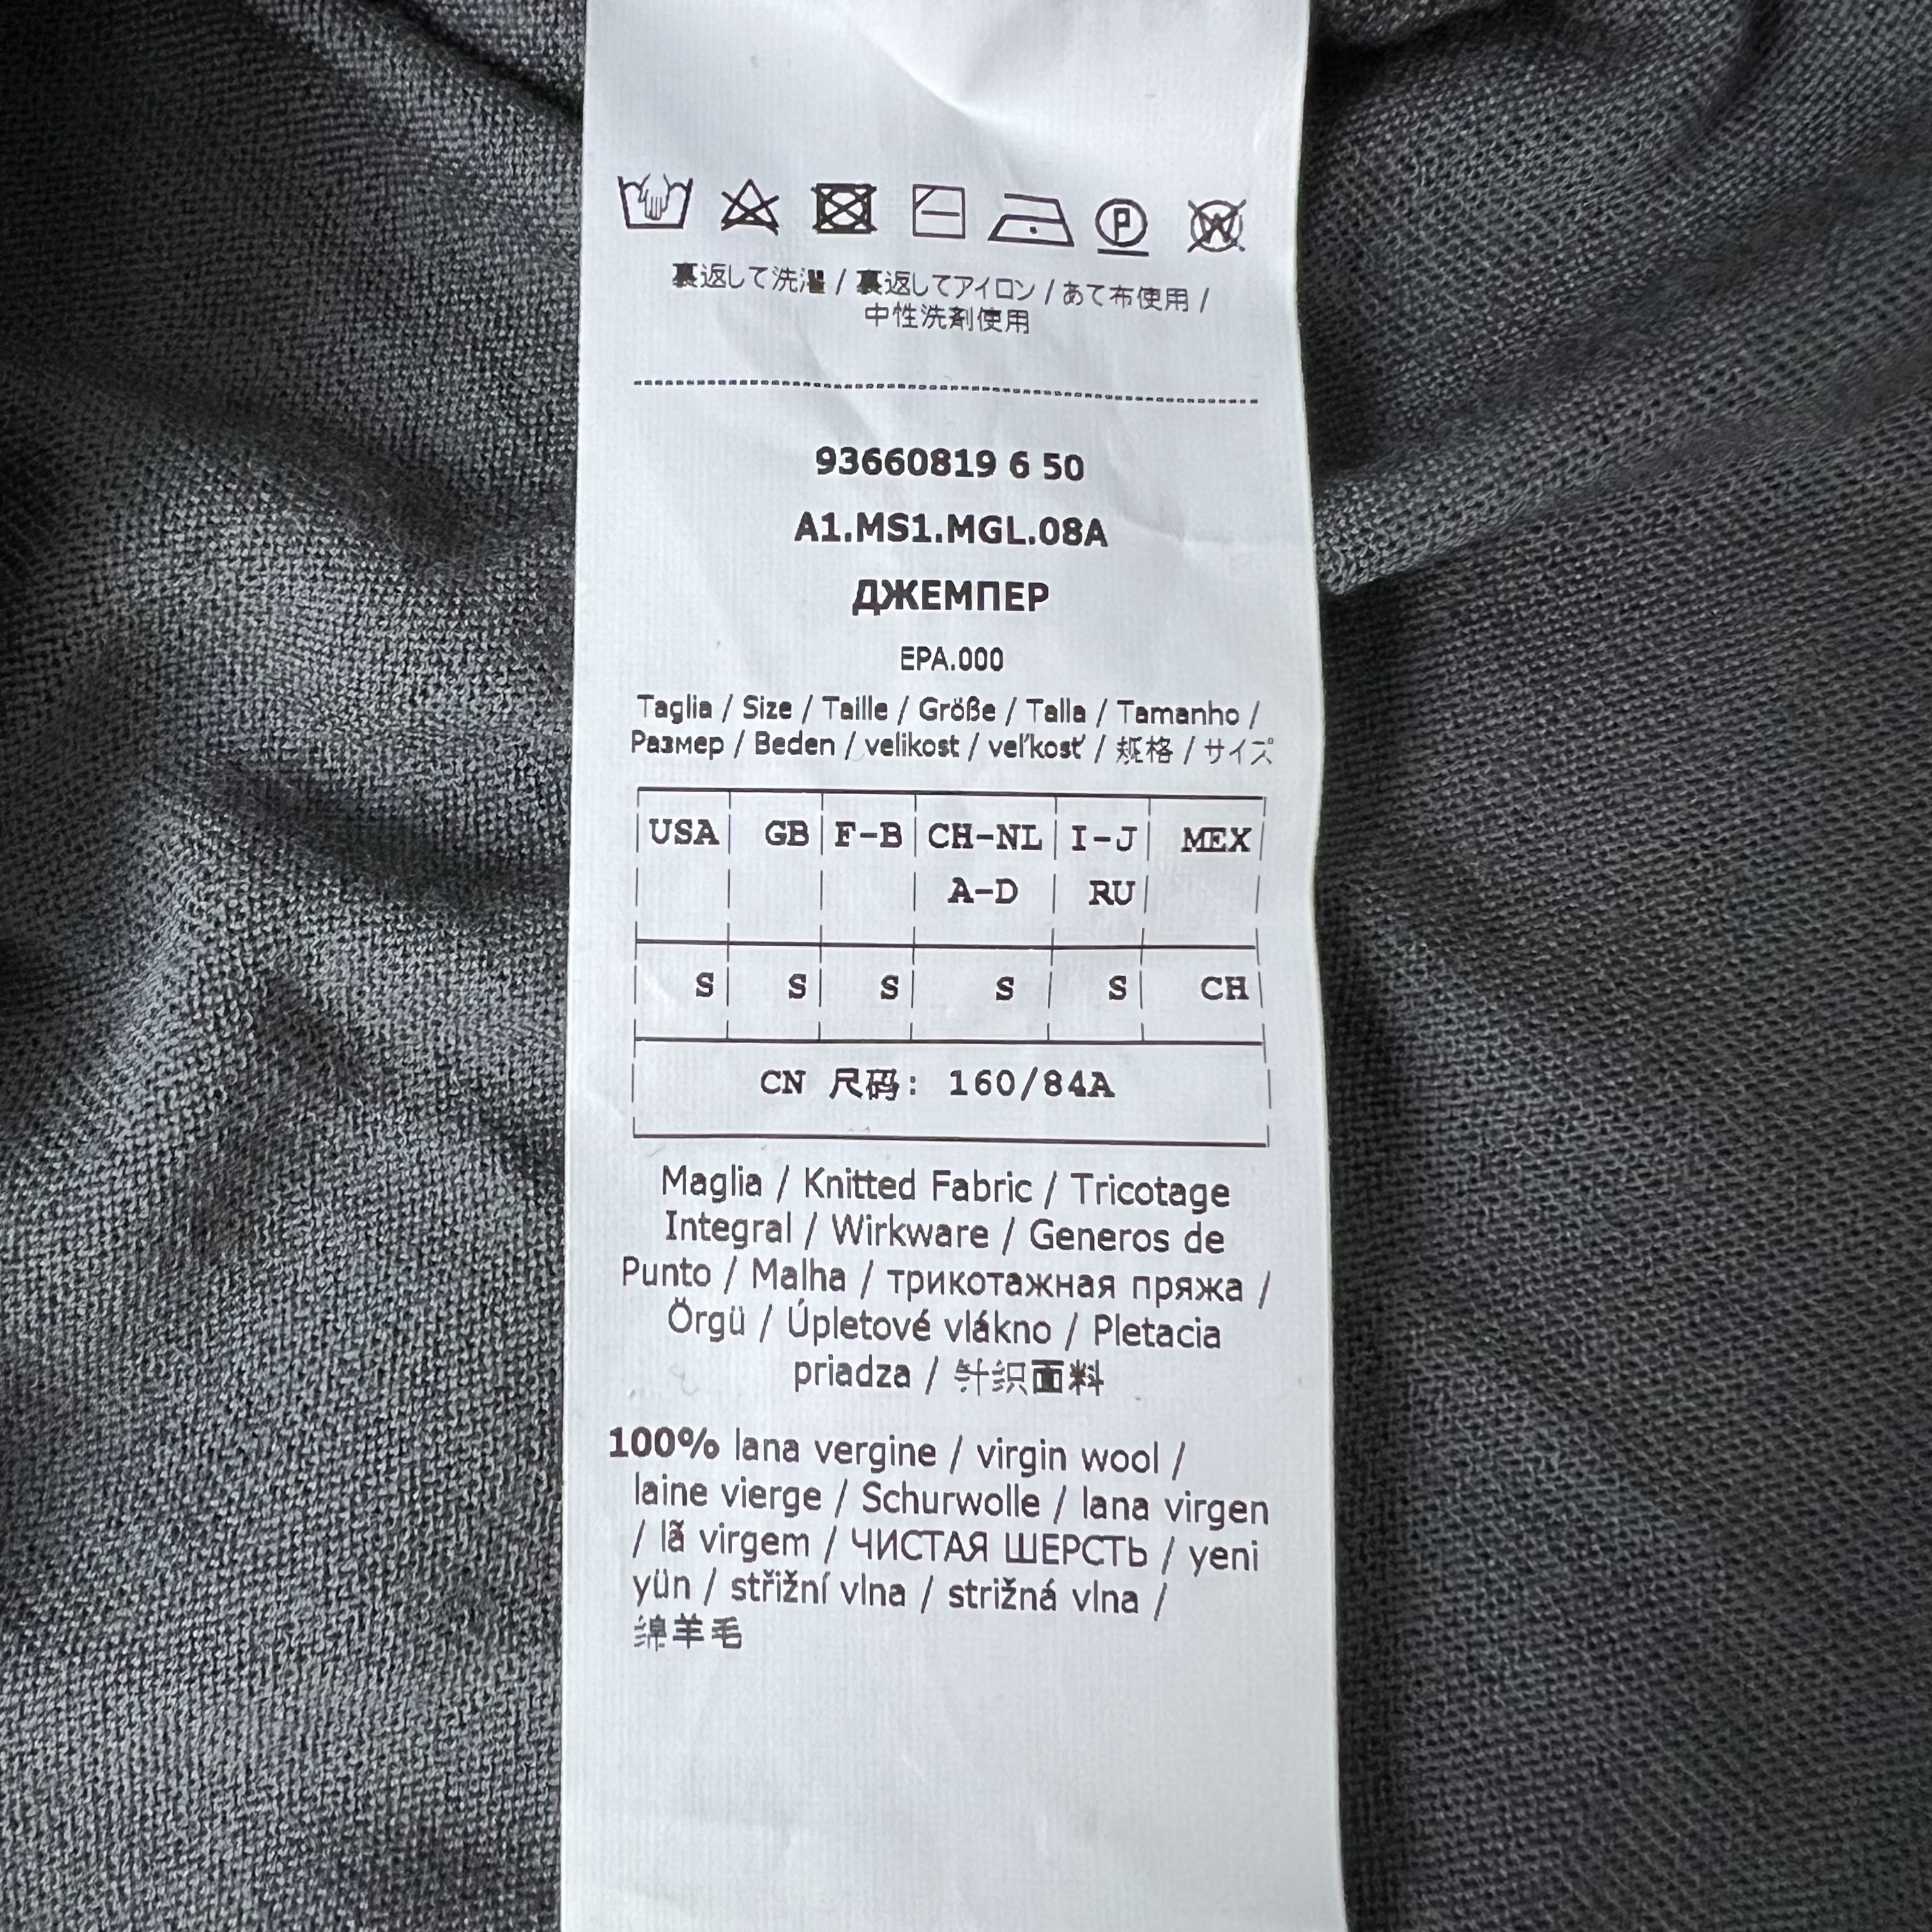 裏返して洗濯 / 裏返してアイロン / あて布使用 /
中性洗剤使用
93660819 6 50
A1.MS1.MGL.08A
ДЖЕМПЕР
EPA.000
Taglia / Size / Taille / Größe / Talla / Tamanho /
Размер / Beden / velikost / veľkosť / 规格 / サイズ
USA GB F-B CH-NL I-J MEX
A-D RU
S S S S S CH
CN 尺码: 160/84A
Maglia / Knitted Fabric / Tricotage
Integral / Wirkware / Generos de
Punto / Malha / трикотажная пряжа /
Örgü / Úpletové vlákno / Pletacia
priadza / 针织面料
100% lana vergine / virgin wool /
laine vierge / Schurwolle / lana virgen
/ lã virgem / ЧИСТАЯ ШЕРСТЬ / yeni
yün / střižní vlna / strižná vlna /
绵羊毛